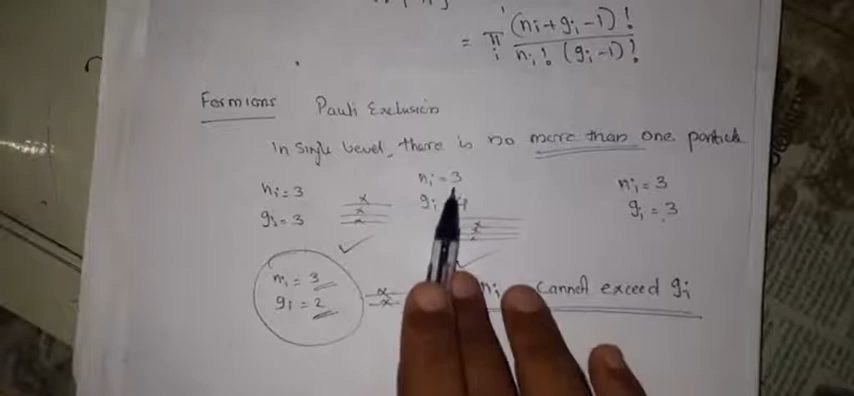 = π i (ni+gi-1)! / ni! (gi-1)!
Fermions Pauli Exclusion
In single level, there is no more than one particle
ni = 3 ni = 3 ni = 3
gi = 3 gi gi = 3
ni = 3
gi = 2 ni cannot exceed gi